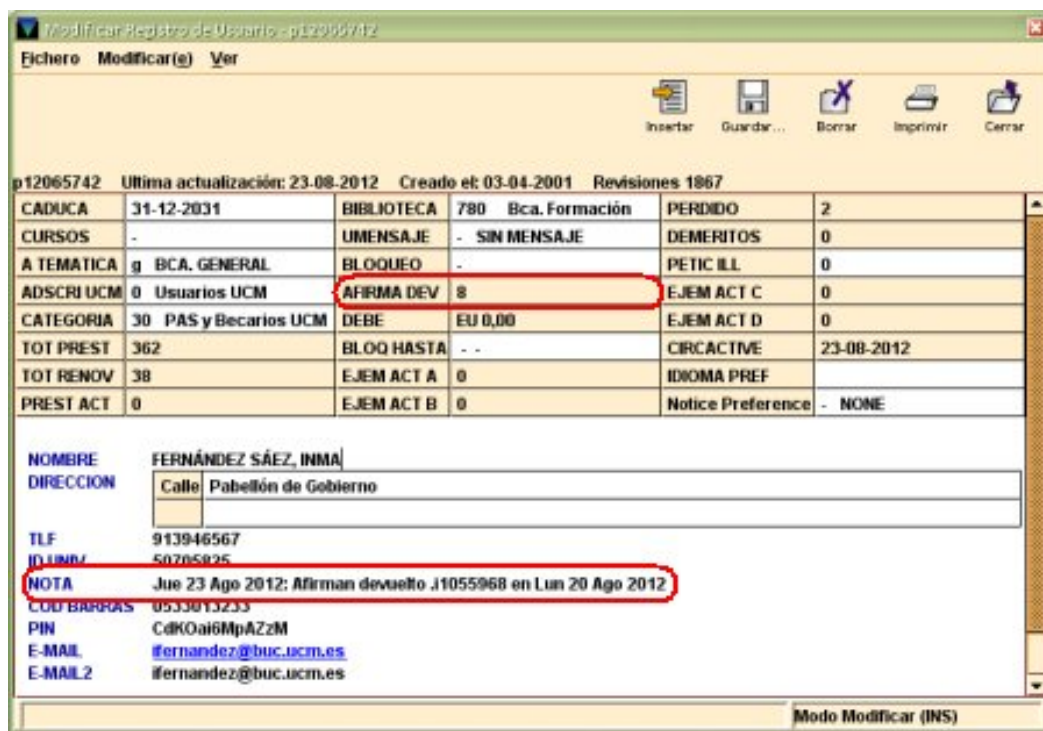 Modificar Registro de Usuario - p12065742
Fichero Modificar(e) Ver
Insertar Guardar... Borrar Imprimir Cerrar
p12065742 Ultima actualización: 23-08-2012 Creado el: 03-04-2001 Revisiones 1867
CADUCA 31-12-2031 BIBLIOTECA 780 Bca. Formación PERDIDO 2
CURSOS - UMENSAJE - SIN MENSAJE DEMERITOS 0
A TEMATICA g BCA. GENERAL BLOQUEO - PETIC ILL 0
ADSCRI UCM 0 Usuarios UCM AFIRMA DEV 8 EJEM ACT C 0
CATEGORIA 30 PAS y Becarios UCM DEBE EU 0,00 EJEM ACT D 0
TOT PREST 362 BLOQ HASTA - - CIRCACTIVE 23-08-2012
TOT RENOV 38 EJEM ACT A 0 IDIOMA PREF
PREST ACT 0 EJEM ACT B 0 Notice Preference - NONE
NOMBRE FERNÁNDEZ SÁEZ, INMA
DIRECCION Calle Pabellón de Gobierno
TLF 913946567
ID UNIV 50705825
NOTA Jue 23 Ago 2012: Afirman devuelto .i1055968 en Lun 20 Ago 2012
COD BARRAS 0533013233
PIN CdKOai6MpAZzM
E-MAIL ifernandez@buc.ucm.es
E-MAIL2 ifernandez@buc.ucm.es
Modo Modificar (INS)